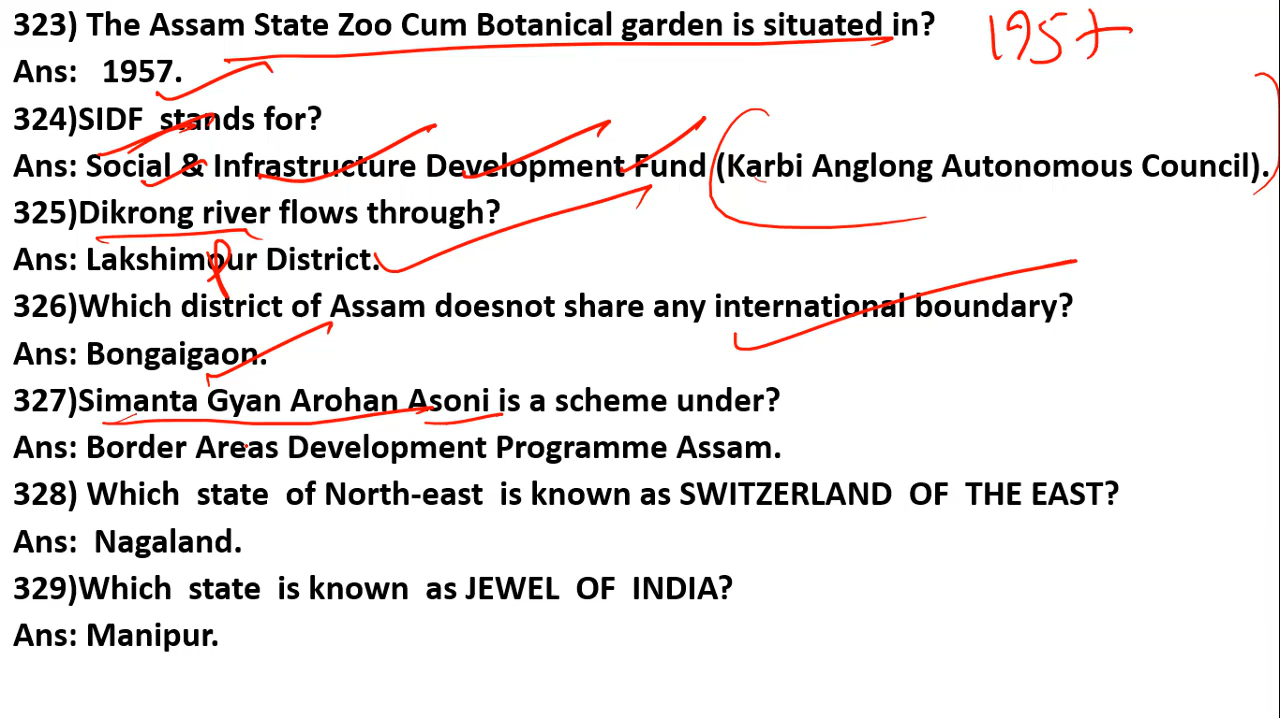 323) The Assam State Zoo Cum Botanical garden is situated in? 1957
Ans: 1957.
324)SIDF stands for?
Ans: Social & Infrastructure Development Fund (Karbi Anglong Autonomous Council).
325)Dikrong river flows through?
Ans: Lakshimpur District.
326)Which district of Assam doesnot share any international boundary?
Ans: Bongaigaon.
327)Simanta Gyan Arohan Asoni is a scheme under?
Ans: Border Areas Development Programme Assam.
328) Which state of North-east is known as SWITZERLAND OF THE EAST?
Ans: Nagaland.
329)Which state is known as JEWEL OF INDIA?
Ans: Manipur.